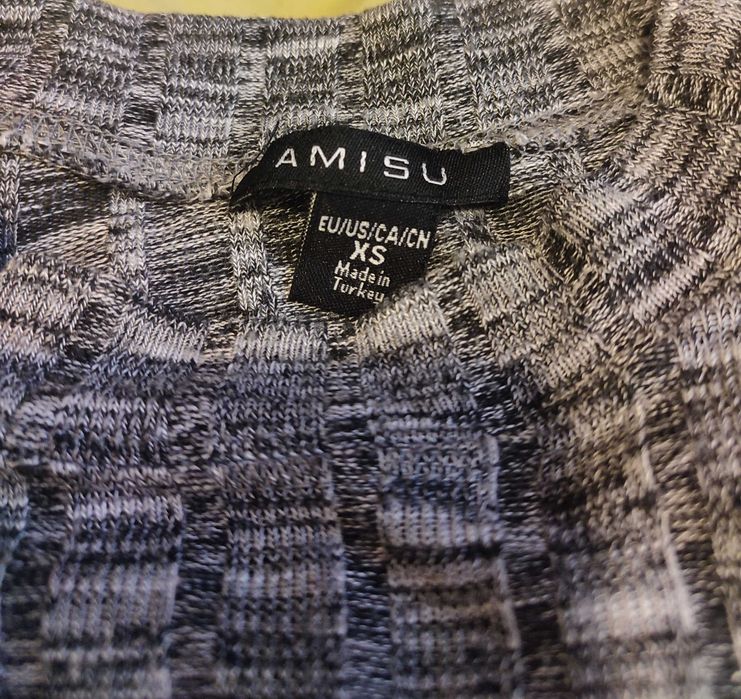 AMISU
EU/US/CA/CN
XS
Made in
Turkey